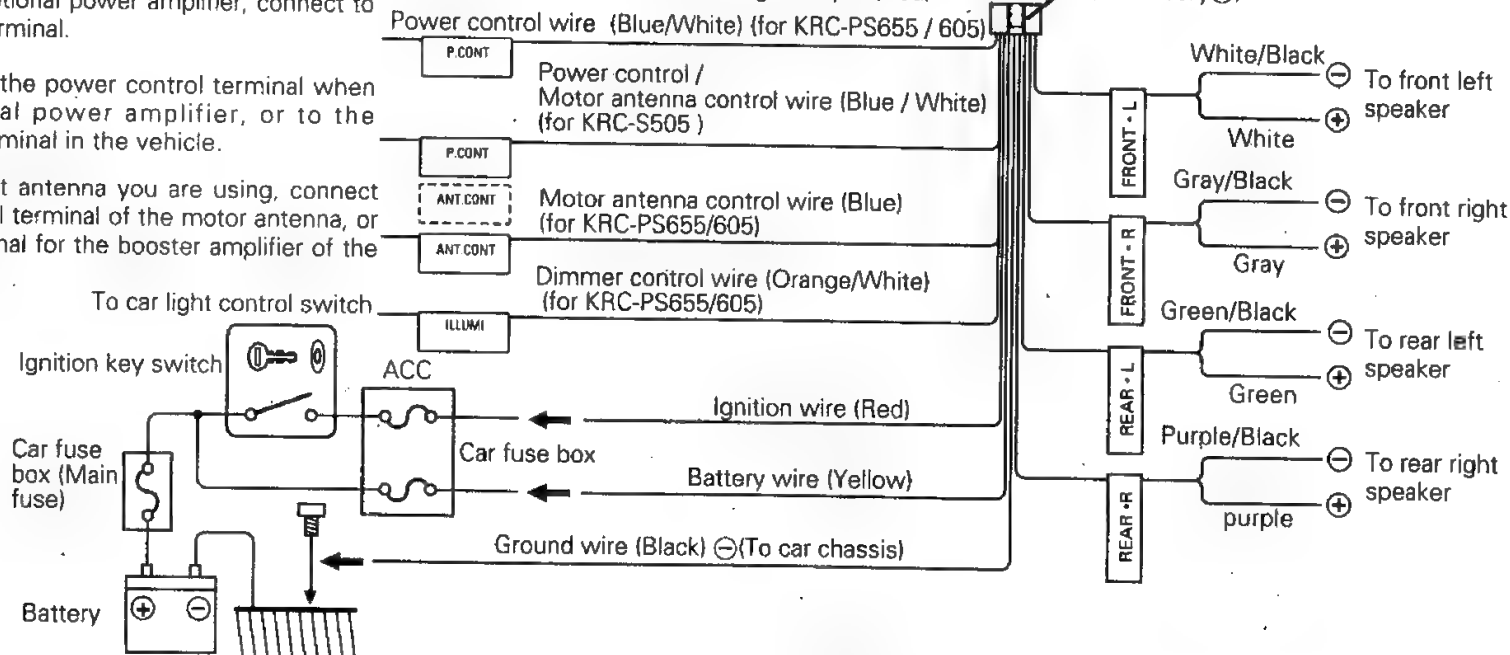 power amplifier, connect to
the power control terminal when
power amplifier, or to the
in the vehicle.
antenna you are using, connect
terminal of the motor antenna, or
for the booster amplifier of the
Power control wire (Blue/White) (for KRC-PS655 / 605)
P.CONT
Power control /
Motor antenna control wire (Blue / White)
(for KRC-S505 )
P.CONT
ANT.CONT
Motor antenna control wire (Blue)
(for KRC-PS655/605)
ANT.CONT
Dimmer control wire (Orange/White)
(for KRC-PS655/605)
To car light control switch
ILLUMI
Ignition key switch
ACC
Ignition wire (Red)
Car fuse
box (Main
fuse)
Car fuse box
Battery wire (Yellow)
Ground wire (Black) ⊖(To car chassis)
Battery
⊕ ⊖
White/Black
⊖ To front left
speaker
⊕
White
FRONT • L
Gray/Black
⊖ To front right
speaker
⊕
Gray
FRONT • R
Green/Black
⊖ To rear left
speaker
⊕
Green
REAR • L
Purple/Black
⊖ To rear right
speaker
⊕
purple
REAR • R